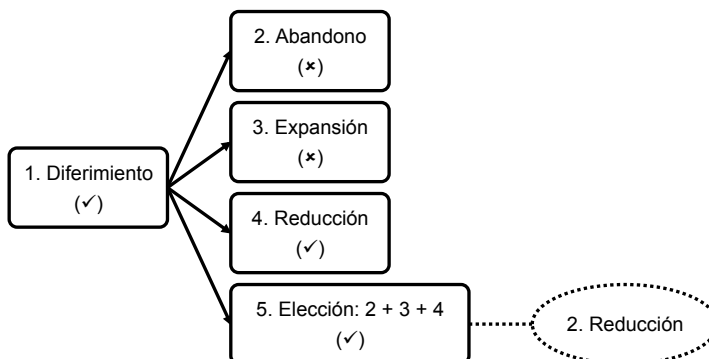 2. Abandono
(×)
3. Expansión
(×)
1. Diferimiento
(✓)
4. Reducción
(✓)
5. Elección: 2 + 3 + 4
(✓)
2. Reducción